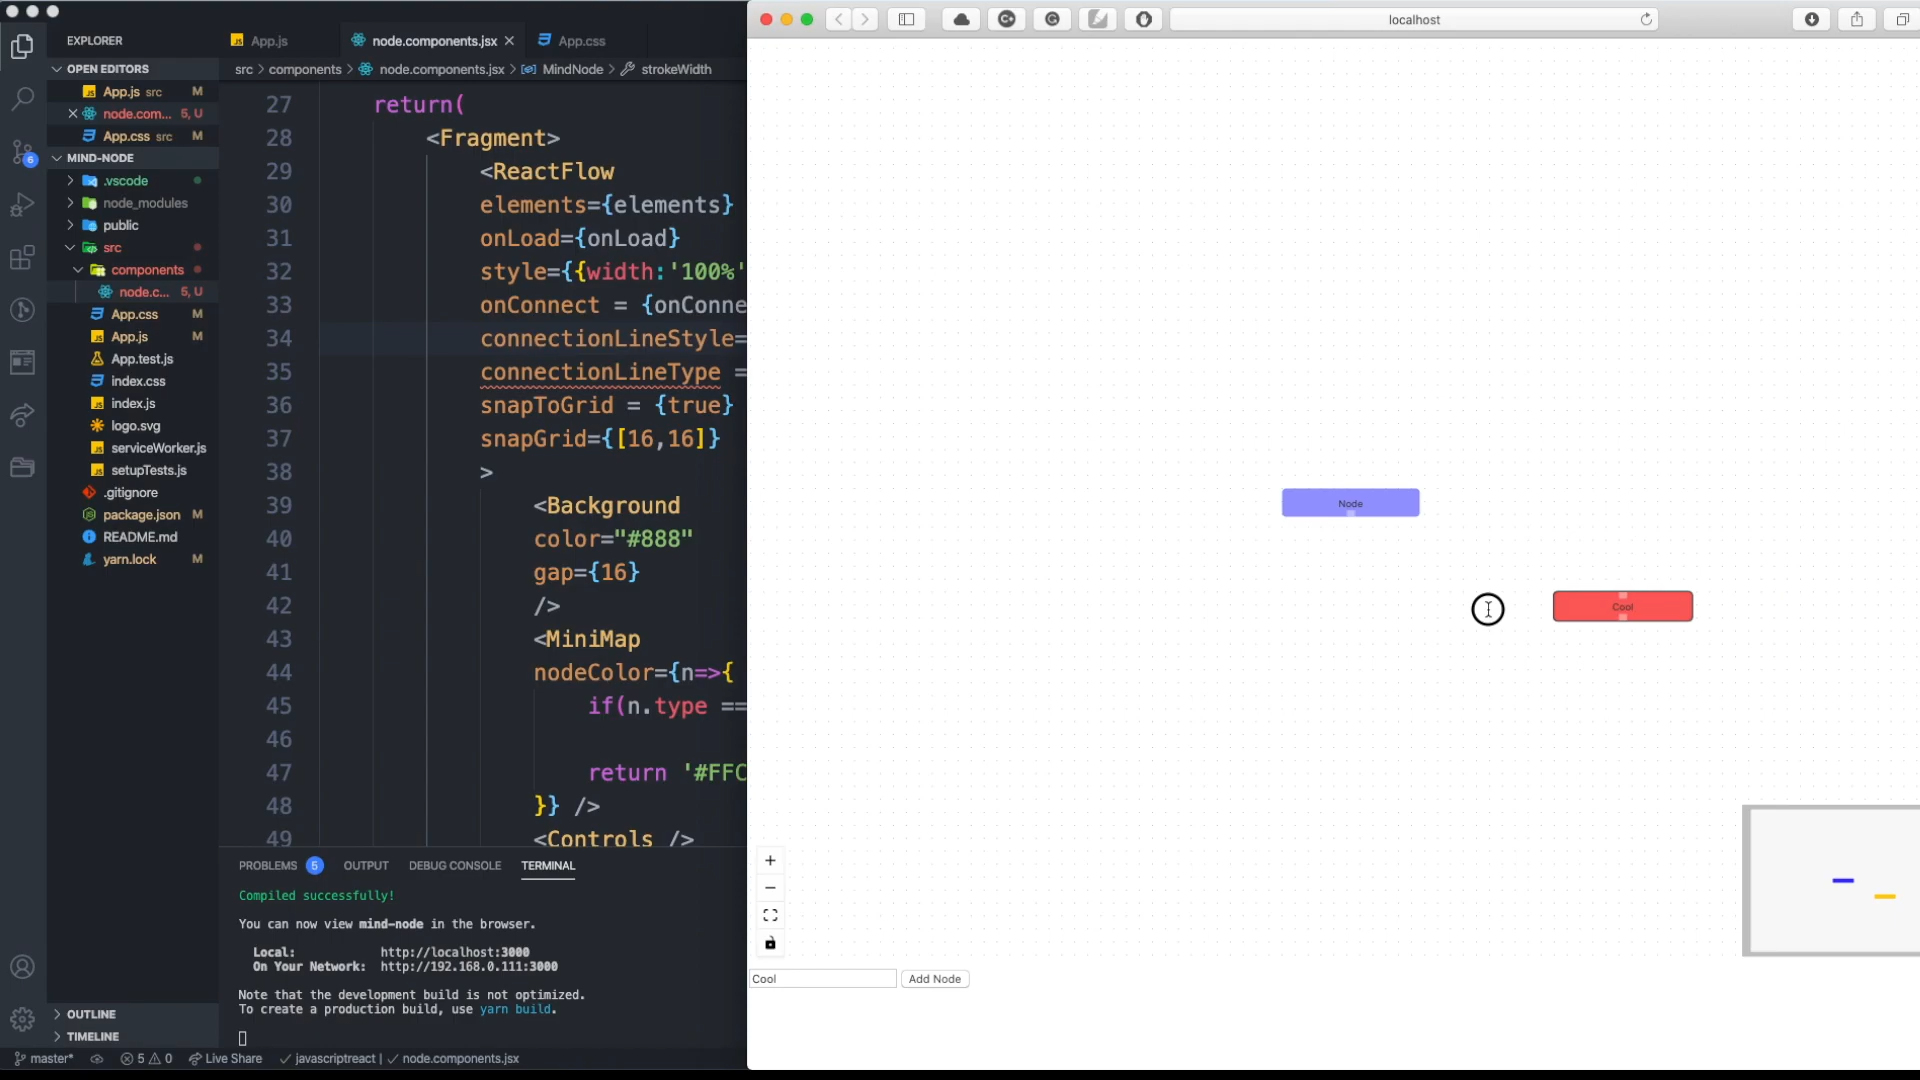 EXPLORER
OPEN EDITORS
App.js src M
node.com... 5, U
App.css src M
MIND-NODE
.vscode
node_modules
public
src
components
node.c... 5, U
App.css M
App.js M
App.test.js
index.css
index.js
logo.svg
serviceWorker.js
setupTests.js
.gitignore
package.json M
README.md
yarn.lock M
OUTLINE
TIMELINE
6
App.js
node.components.jsx
App.css
src > components > node.components.jsx > MindNode > strokeWidth
27 return(
28 <Fragment>
29 <ReactFlow
30 elements={elements}
31 onLoad={onLoad}
32 style={{width:'100%'
33 onConnect = {onConne
34 connectionLineStyle=
35 connectionLineType =
36 snapToGrid = {true}
37 snapGrid={[16,16]}
38 >
39 <Background
40 color="#888"
41 gap={16}
42 />
43 <MiniMap
44 nodeColor={n=>{
45 if(n.type ==
46
47 return '#FFC
48 }} />
49 <Controls />
PROBLEMS 5 OUTPUT DEBUG CONSOLE TERMINAL
Compiled successfully!
You can now view mind-node in the browser.
Local: http://localhost:3000
On Your Network: http://192.168.0.111:3000
Note that the development build is not optimized.
To create a production build, use yarn build.
master* 5 0 Live Share javascriptreact | node.components.jsx
localhost
Node
Cool
Cool
Add Node